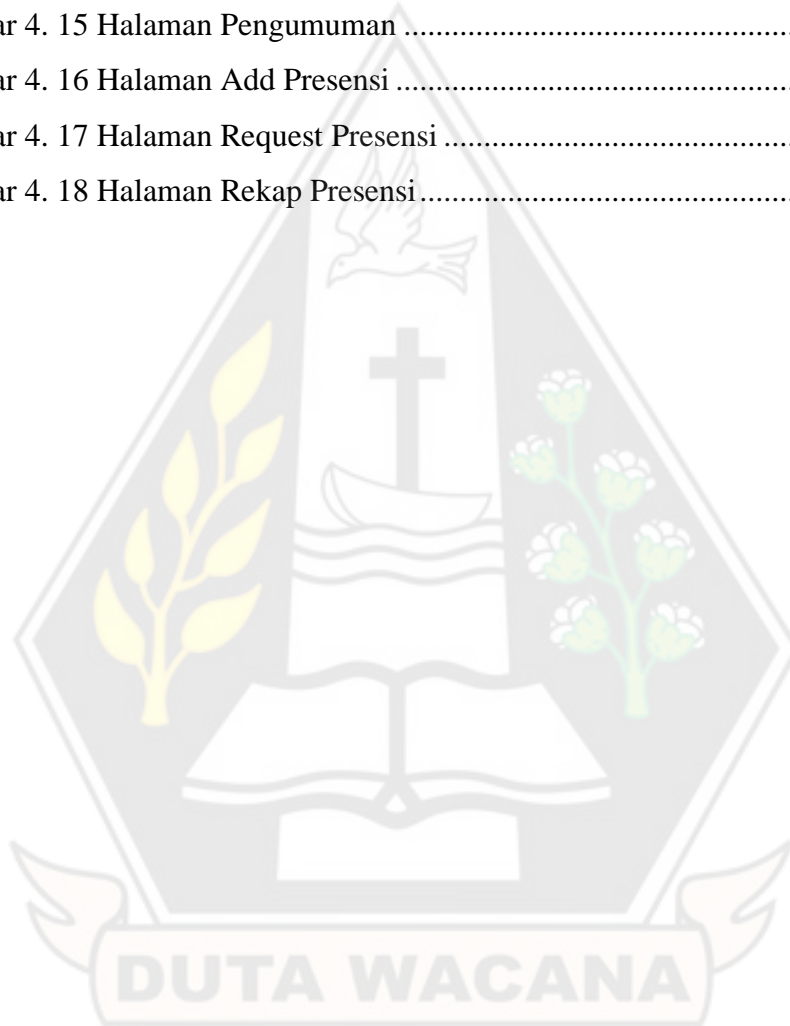 ar 4. 15 Halaman Pengumuman ....................................................
ar 4. 16 Halaman Add Presensi ....................................................
ar 4. 17 Halaman Request Presensi ..............................................
ar 4. 18 Halaman Rekap Presensi..................................................
DUTA WACANA